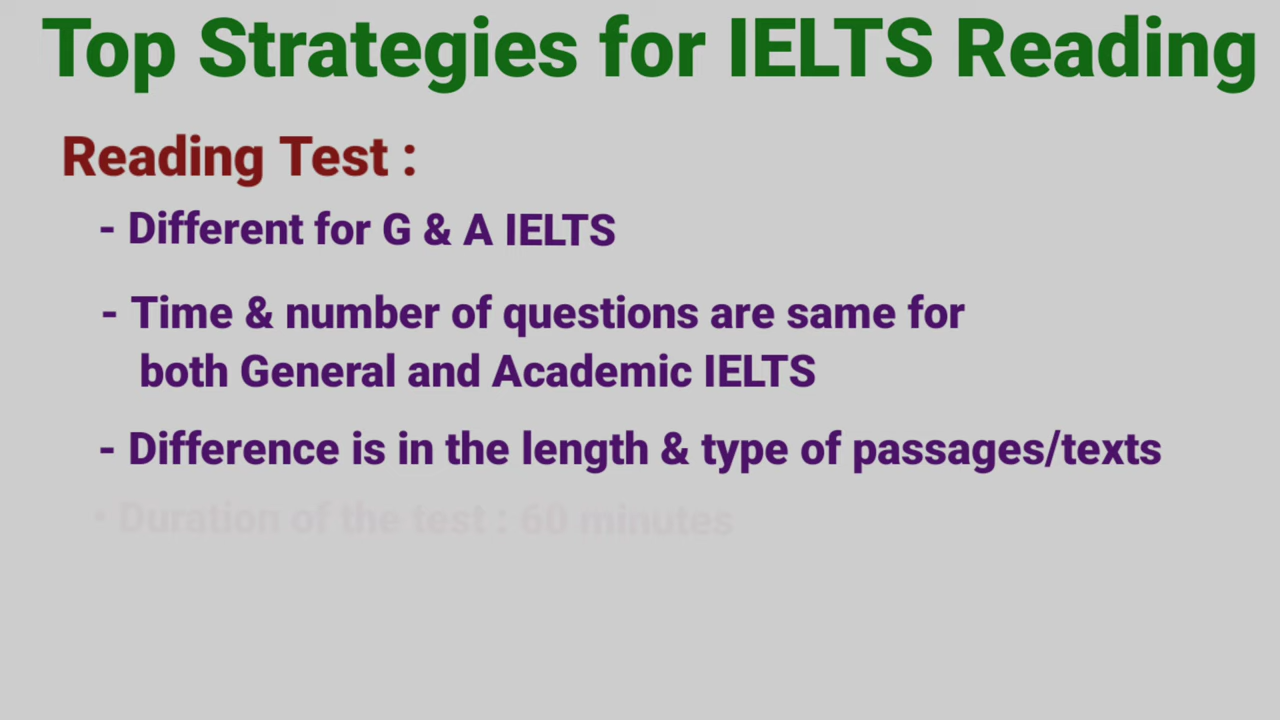 Top Strategies for IELTS Reading
Reading Test :
- Different for G & A IELTS
- Time & number of questions are same for
both General and Academic IELTS
- Difference is in the length & type of passages/texts
• Duration of the test : 60 minutes